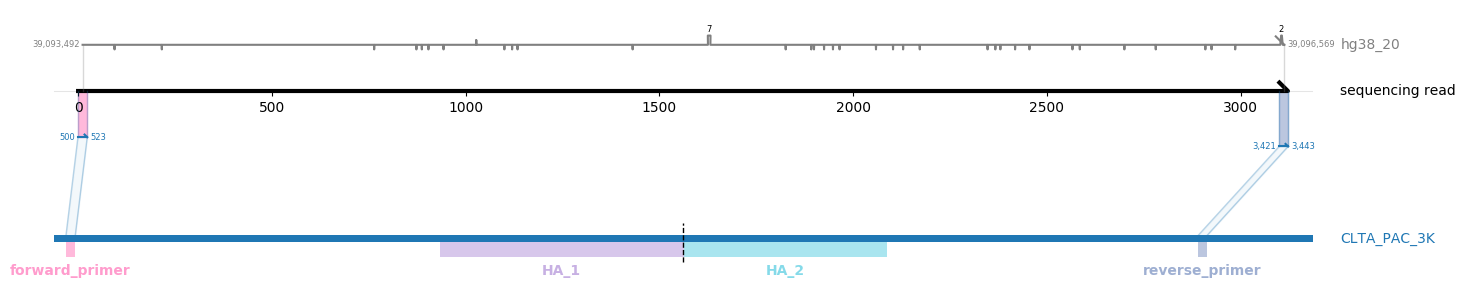 7 2
39,093,492 39,096,569 hg38_20
sequencing read
0 500 1000 1500 2000 2500 3000
500 523
3,421 3,443
CLTA_PAC_3K
forward_primer HA_1 HA_2 reverse_primer